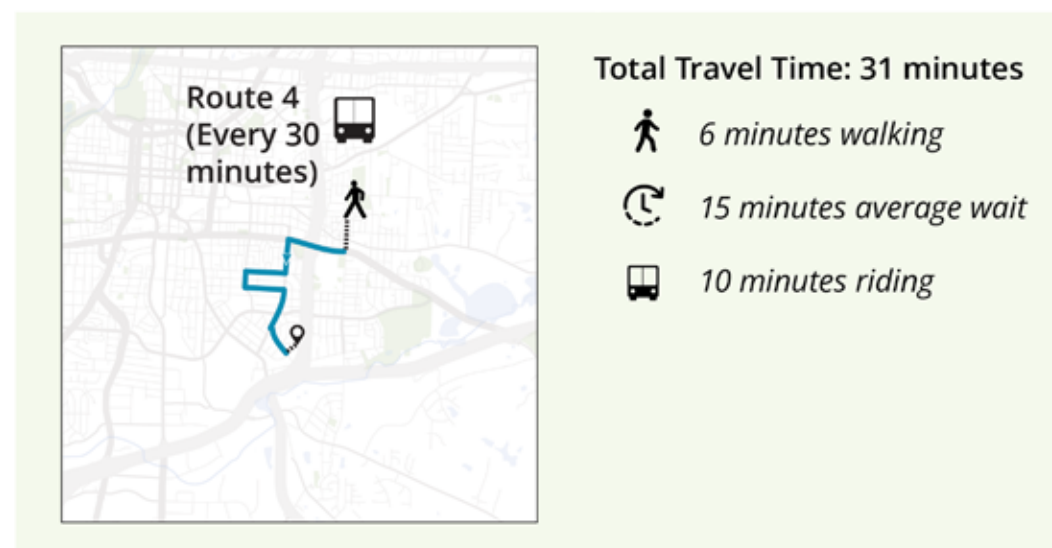 Route 4
(Every 30
minutes)
Total Travel Time: 31 minutes
6 minutes walking
15 minutes average wait
10 minutes riding